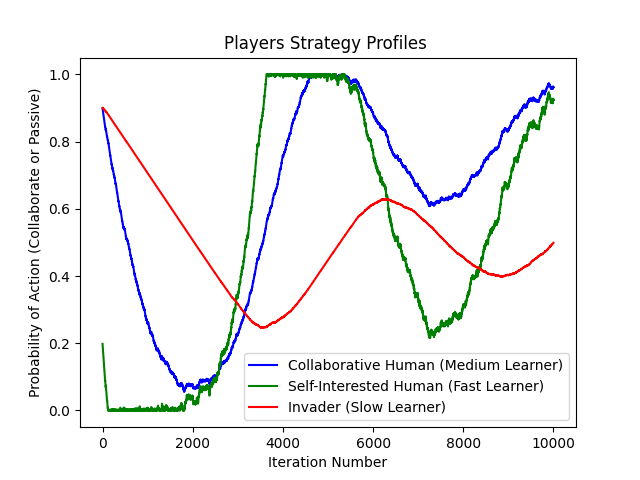 Players Strategy Profiles
Probability of Action (Collaborate or Passive)
1.0
0.8
0.6
0.4
0.2
0.0
Collaborative Human (Medium Learner)
Self-Interested Human (Fast Learner)
Invader (Slow Learner)
0 2000 4000 6000 8000 10000
Iteration Number